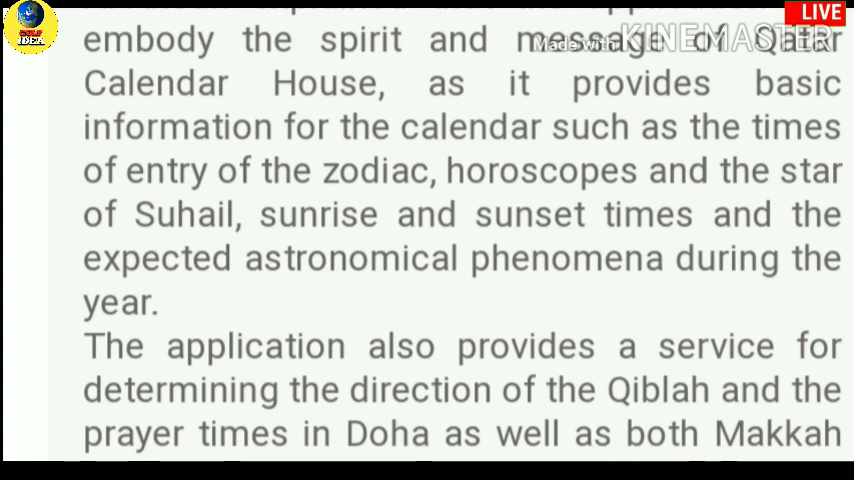 LIVE
GULF
IDEA
Made with KINEMASTER
embody the spirit and message of Qatar
Calendar House, as it provides basic
information for the calendar such as the times
of entry of the zodiac, horoscopes and the star
of Suhail, sunrise and sunset times and the
expected astronomical phenomena during the
year.
The application also provides a service for
determining the direction of the Qiblah and the
prayer times in Doha as well as both Makkah